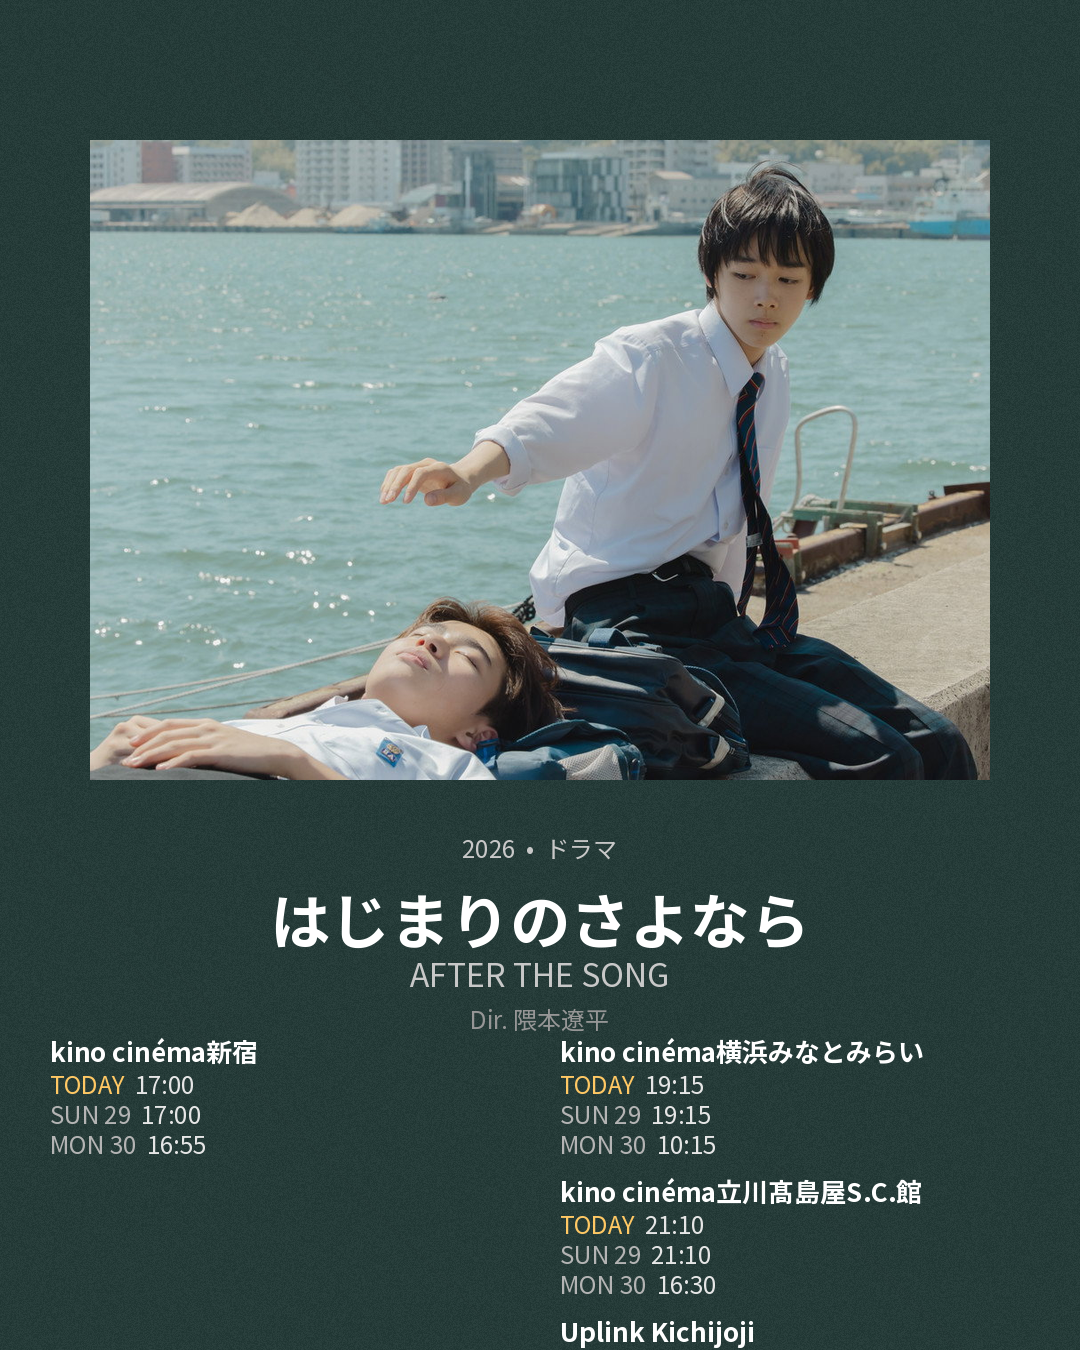 2026 • ドラマ
はじまりのさよなら
AFTER THE SONG
Dir. 隈本遼平
kino cinéma新宿
TODAY 17:00
SUN 29 17:00
MON 30 16:55
kino cinéma横浜みなとみらい
TODAY 19:15
SUN 29 19:15
MON 30 10:15
kino cinéma立川髙島屋S.C.館
TODAY 21:10
SUN 29 21:10
MON 30 16:30
Uplink Kichijoji